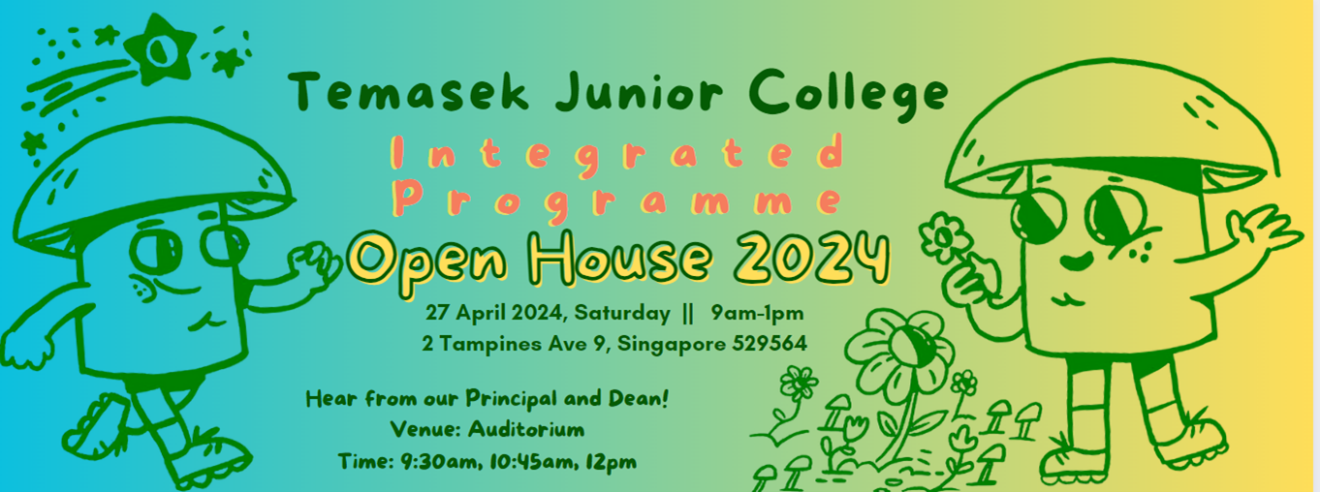 Temasek Junior College
Integrated
Programme
Open House 2024
27 April 2024, Saturday || 9am-1pm
2 Tampines Ave 9, Singapore 529564
Hear from our Principal and Dean!
Venue: Auditorium
Time: 9:30am, 10:45am, 12pm